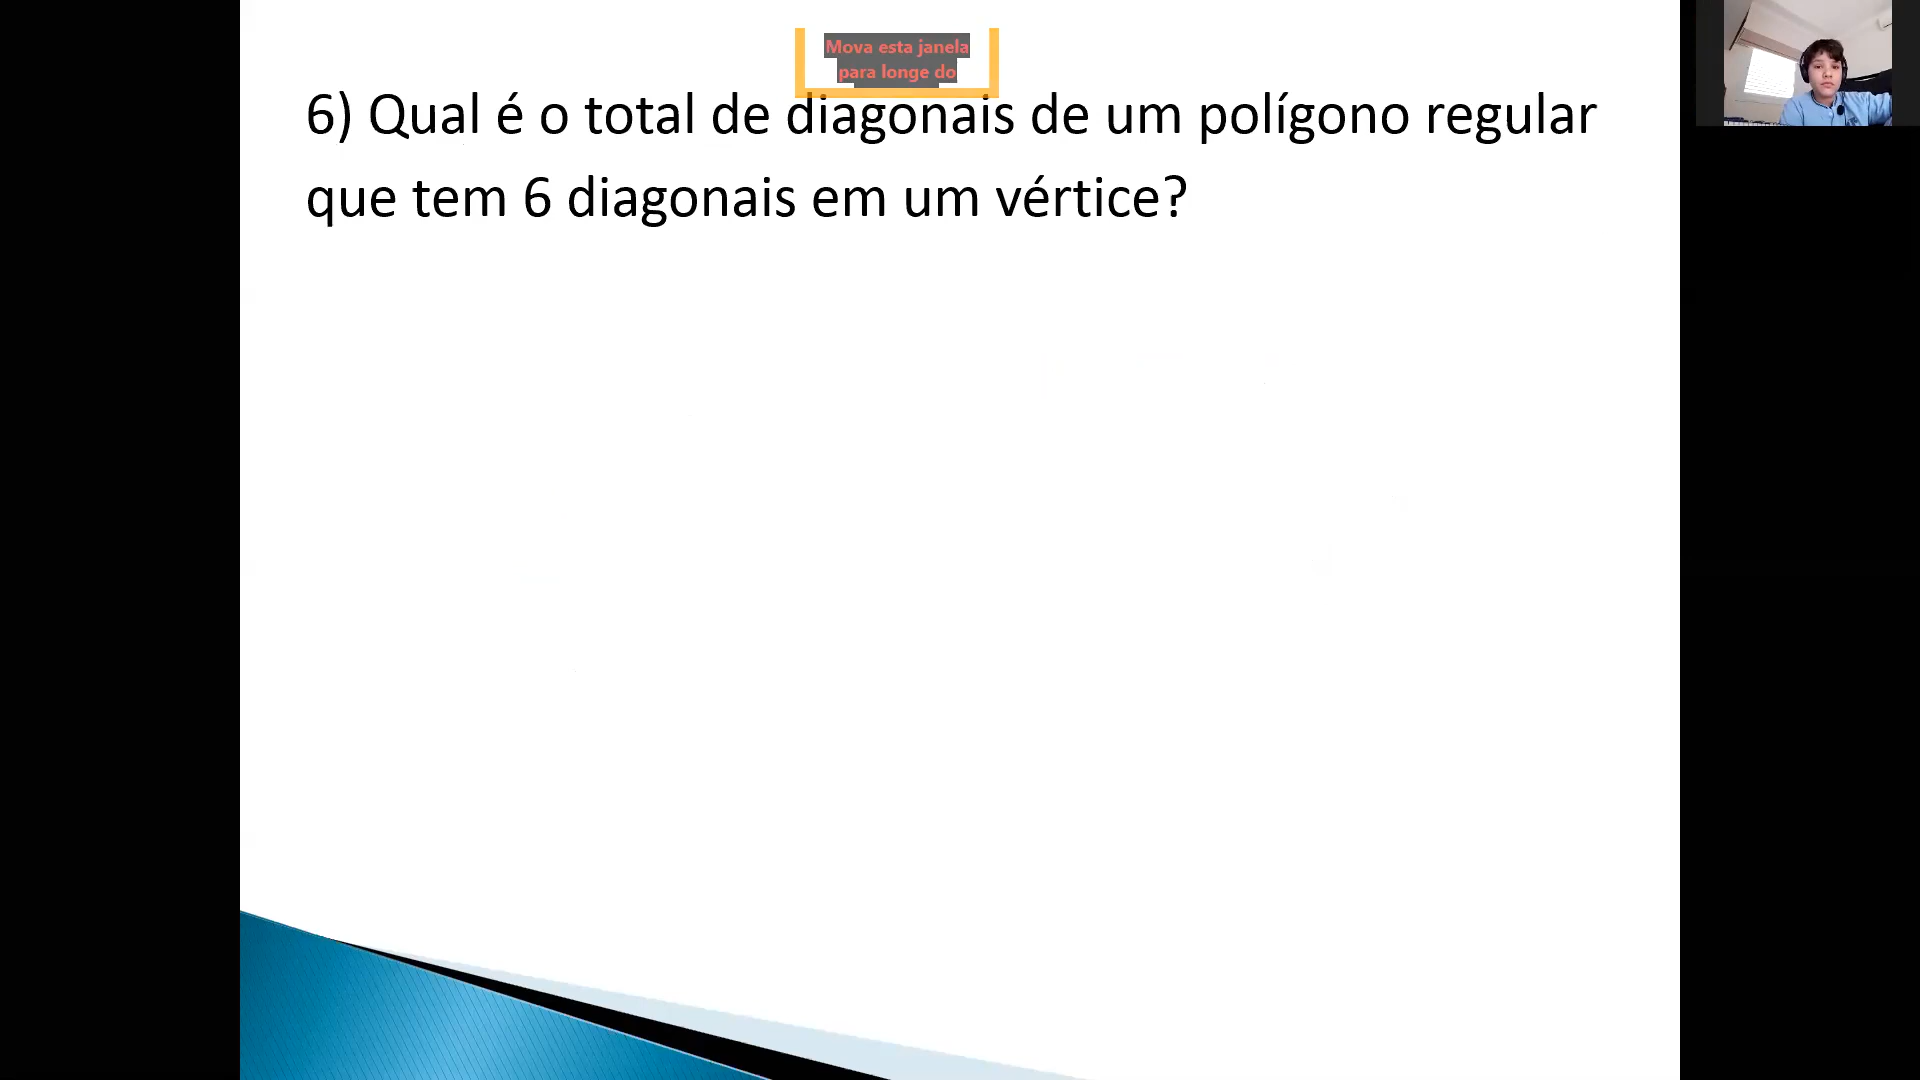 Mova esta janela
para longe do
6) Qual é o total de diagonais de um polígono regular
que tem 6 diagonais em um vértice?